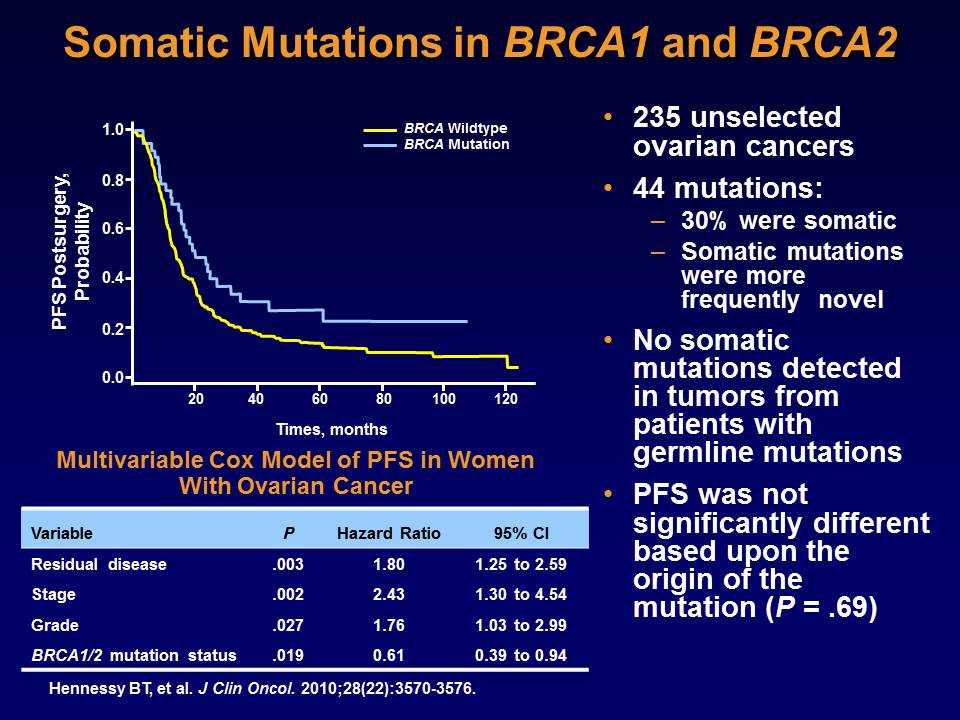 Somatic Mutations in BRCA1 and BRCA2
PFS Postsurgery,
Probability
1.0
0.8
0.6
0.4
0.2
0.0
BRCA Wildtype
BRCA Mutation
20 40 60 80 100 120
Times, months
Multivariable Cox Model of PFS in Women
With Ovarian Cancer
Variable P Hazard Ratio 95% CI
Residual disease .003 1.80 1.25 to 2.59
Stage .002 2.43 1.30 to 4.54
Grade .027 1.76 1.03 to 2.99
BRCA1/2 mutation status .019 0.61 0.39 to 0.94
Hennessy BT, et al. J Clin Oncol. 2010;28(22):3570-3576.
• 235 unselected
ovarian cancers
• 44 mutations:
– 30% were somatic
– Somatic mutations
were more
frequently novel
• No somatic
mutations detected
in tumors from
patients with
germline mutations
• PFS was not
significantly different
based upon the
origin of the
mutation (P = .69)